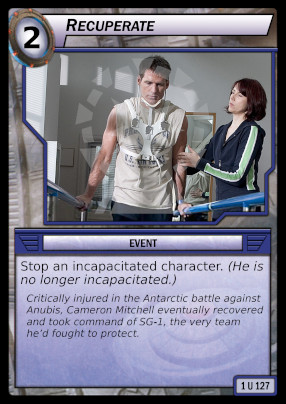 2
RECUPERATE
EVENT
Stop an incapacitated character. (He is
no longer incapacitated.)
Critically injured in the Antarctic battle against
Anubis, Cameron Mitchell eventually recovered
and took command of SG-1, the very team
he'd fought to protect.
1 U 127